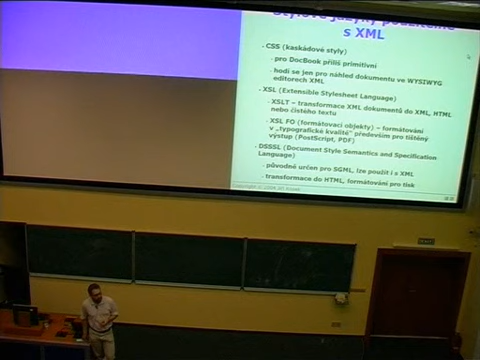 Stylové jazyky použitelné
s XML
- CSS (kaskádové styly)
- pro DocBook příliš primitivní
- hodí se jen pro náhled dokumentu ve WYSIWYG
editorech XML
- XSL (Extensible Stylesheet Language)
- XSLT – transformace XML dokumentů do XML, HTML
nebo čistého textu
- XSL FO (formátovací objekty) – formátování
v „typografické kvalitě" především pro tištěný
výstup (PostScript, PDF)
- DSSSL (Document Style Semantics and Specification
Language)
- původně určen pro SGML, lze použít i s XML
- transformace do HTML, formátování pro tisk